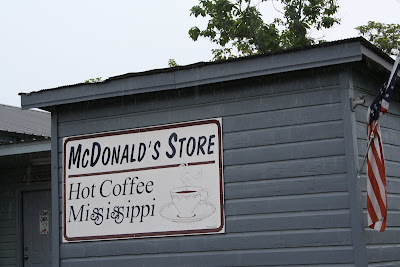 McDonald's Store
Hot Coffee
Mississippi